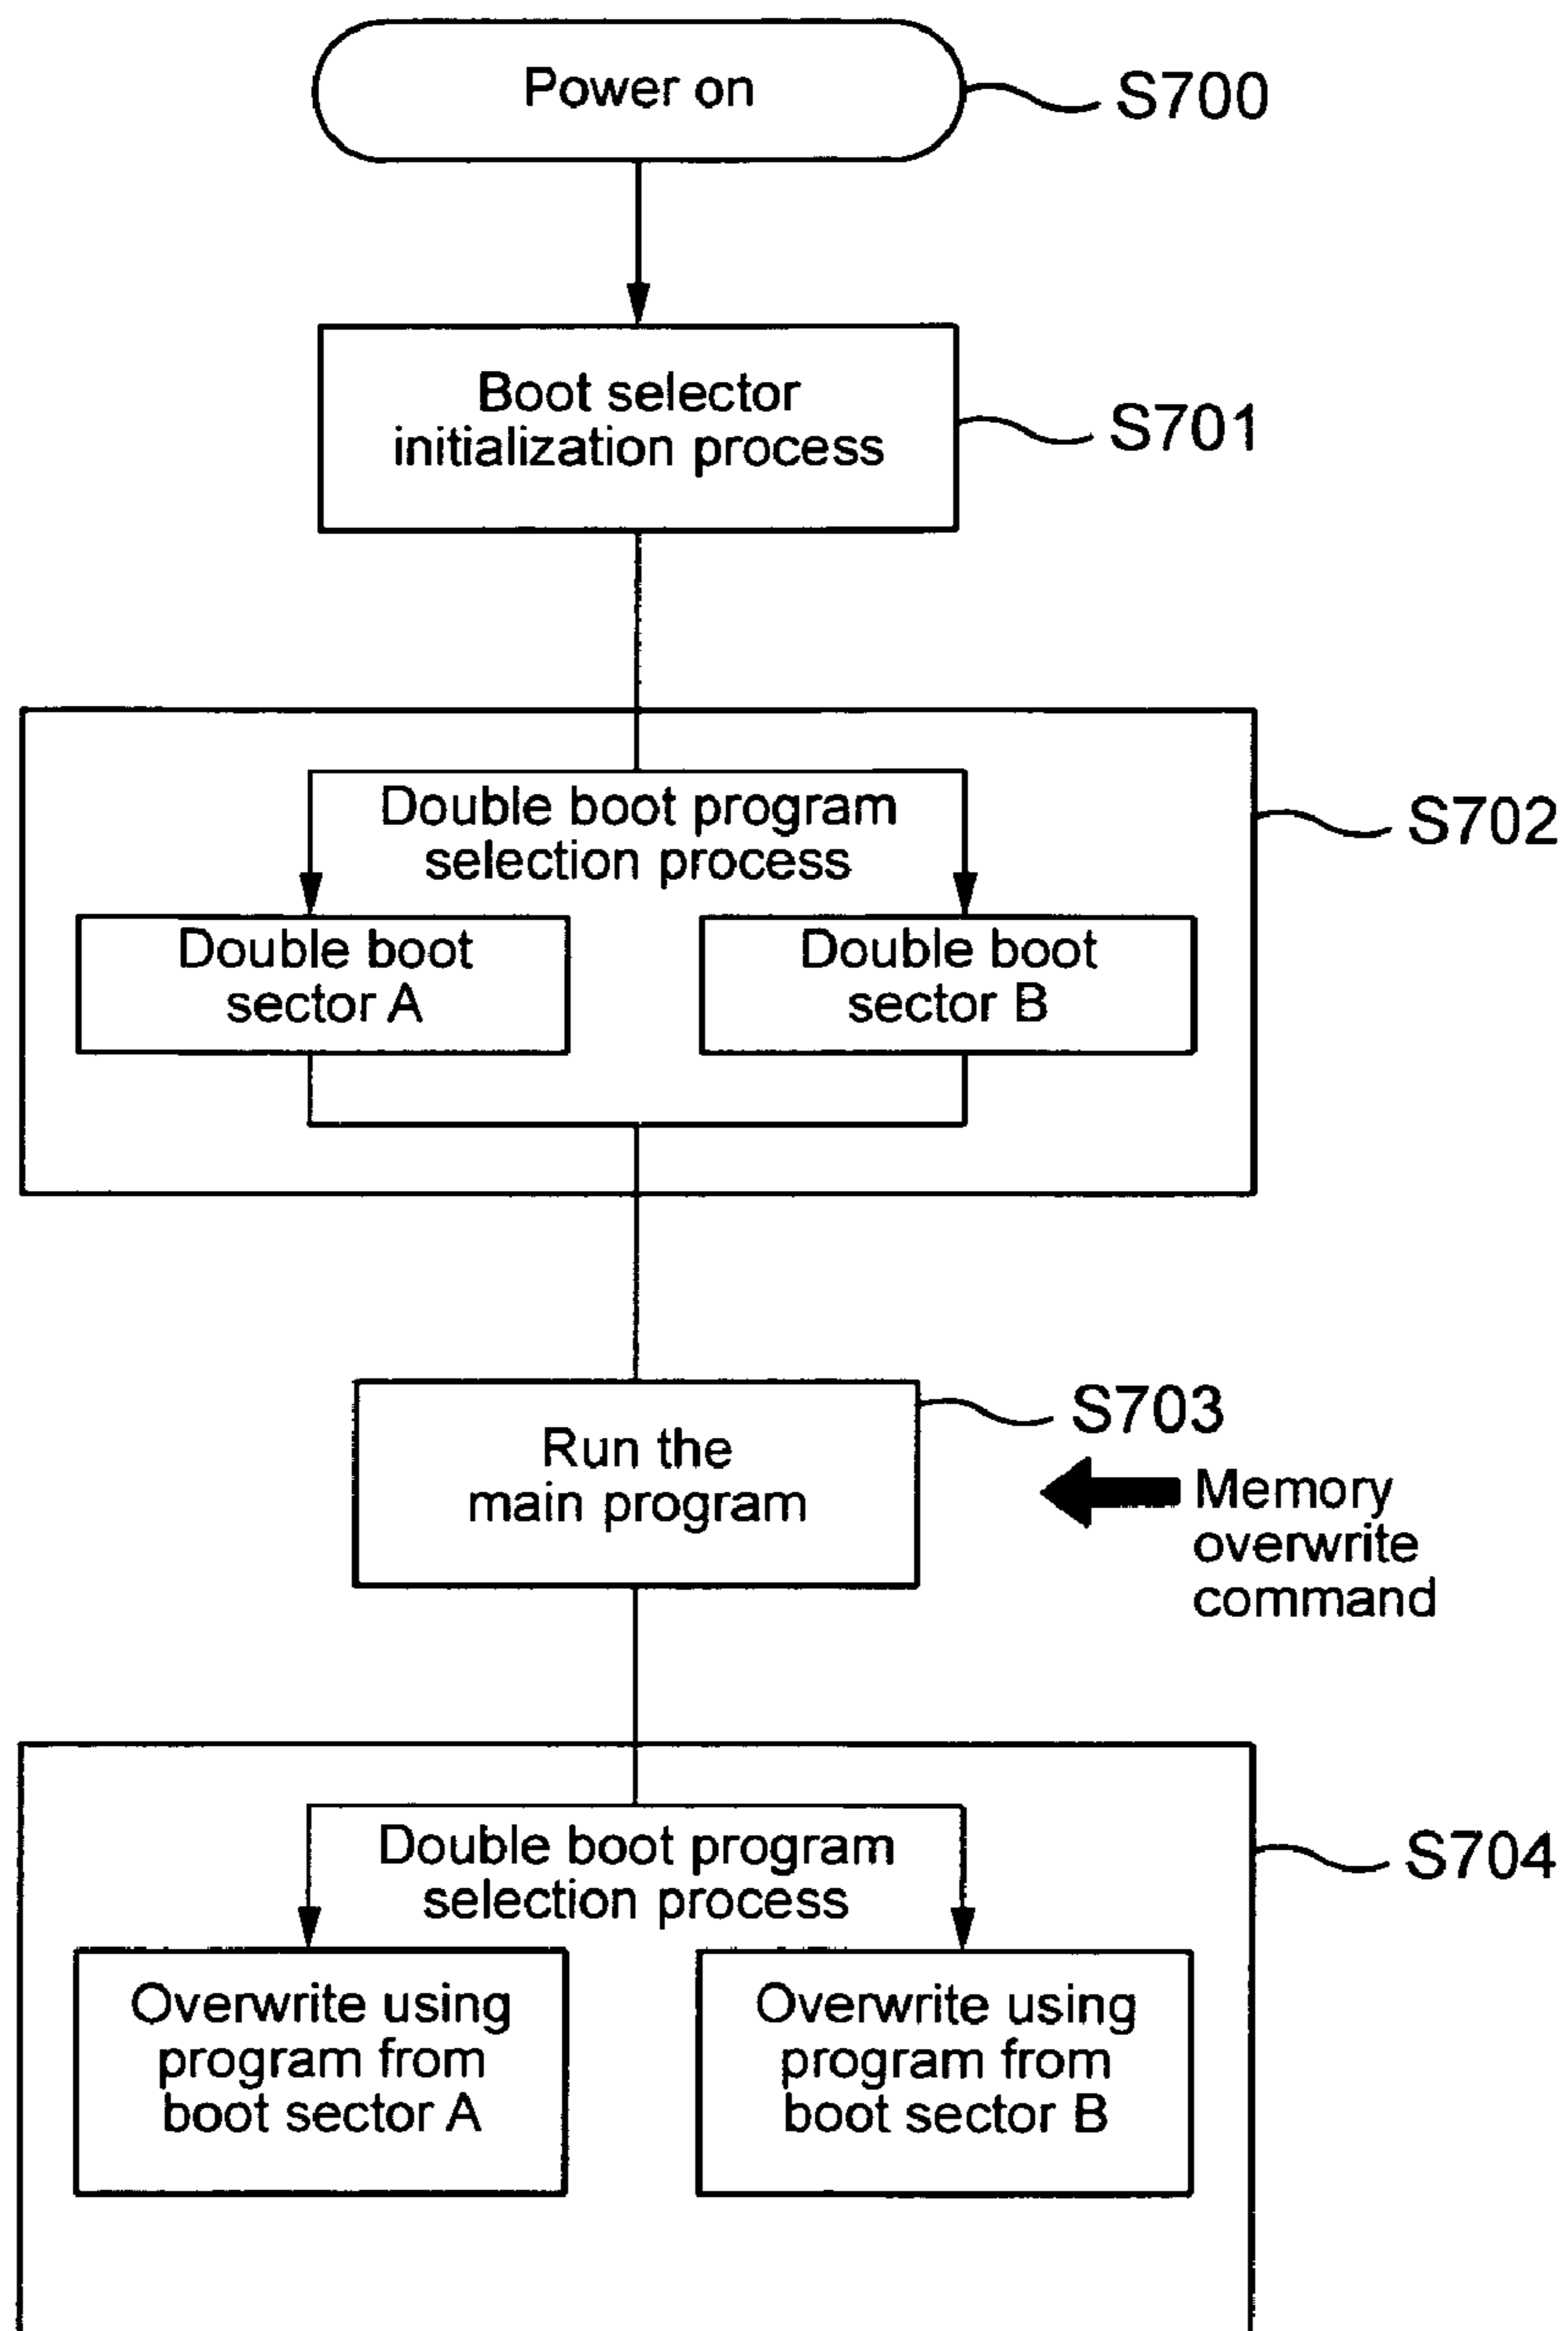 Power on
S700
Boot selector
initialization process
S701
Double boot program
selection process
S702
Double boot
sector A
Double boot
sector B
Run the
main program
S703
Memory
overwrite
command
Double boot program
selection process
S704
Overwrite using
program from
boot sector A
Overwrite using
program from
boot sector B